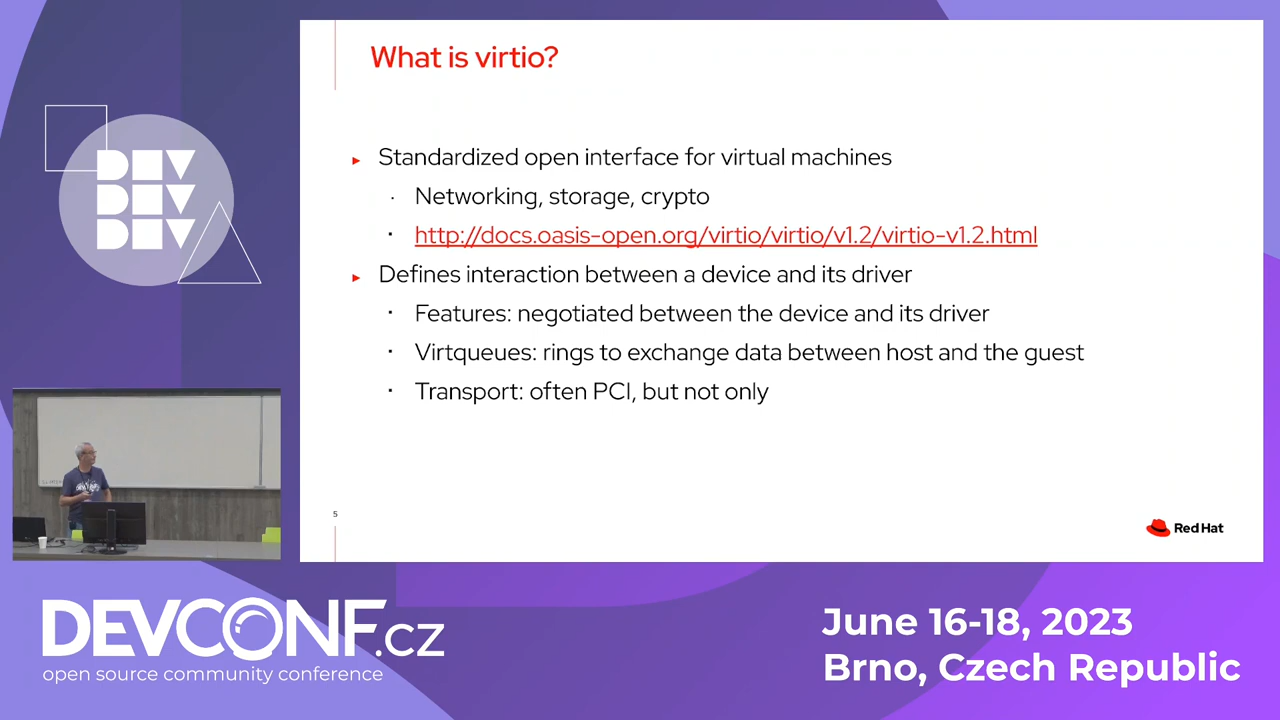 What is virtio?
Standardized open interface for virtual machines
Networking, storage, crypto
http://docs.oasis-open.org/virtio/virtio/v1.2/virtio-v1.2.html
Defines interaction between a device and its driver
Features: negotiated between the device and its driver
Virtqueues: rings to exchange data between host and the guest
Transport: often PCI, but not only
5
Red Hat
DEV
DEV
DEV
DEVCONF.CZ
open source community conference
June 16-18, 2023
Brno, Czech Republic